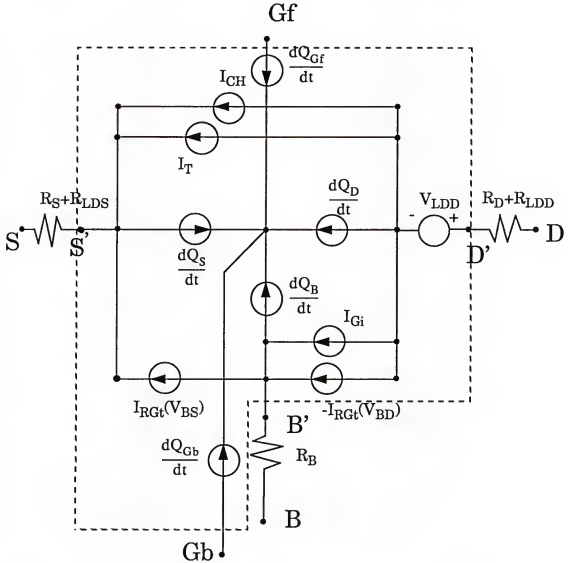 Gf
dQ_Gf
dt
I_CH
I_T
R_S+R_LDS
dQ_D
dt
V_LDD
R_D+R_LDD
- +
S
S'
D'
D
dQ_S
dt
dQ_B
dt
I_Gi
I_RGt(V_BS)
-I_RGt(V_BD)
B'
dQ_Gb
dt
R_B
B
Gb